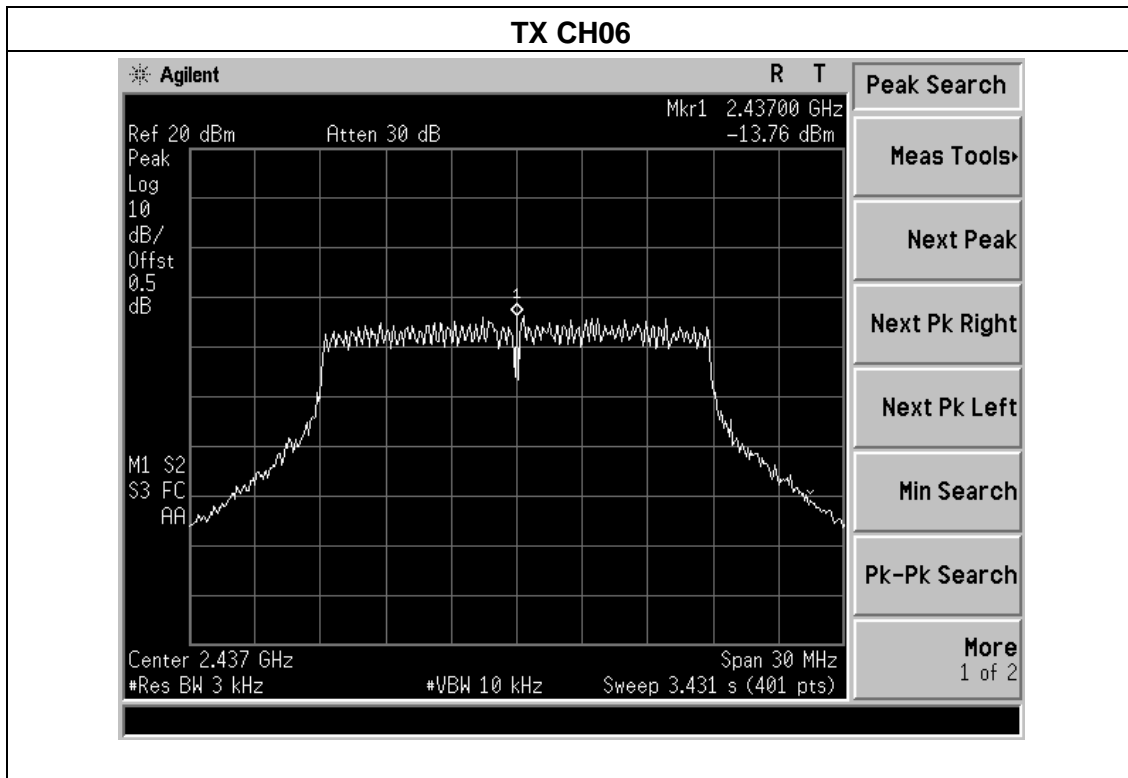 TX CH06
Agilent R T
Mkr1 2.43700 GHz
Ref 20 dBm Atten 30 dB -13.76 dBm
Peak
Log
10
dB/
Offst
0.5
dB
1
M1 S2
S3 FC
AA
Center 2.437 GHz Span 30 MHz
#Res BW 3 kHz #VBW 10 kHz Sweep 3.431 s (401 pts)
Peak Search
Meas Tools
Next Peak
Next Pk Right
Next Pk Left
Min Search
Pk-Pk Search
More
1 of 2